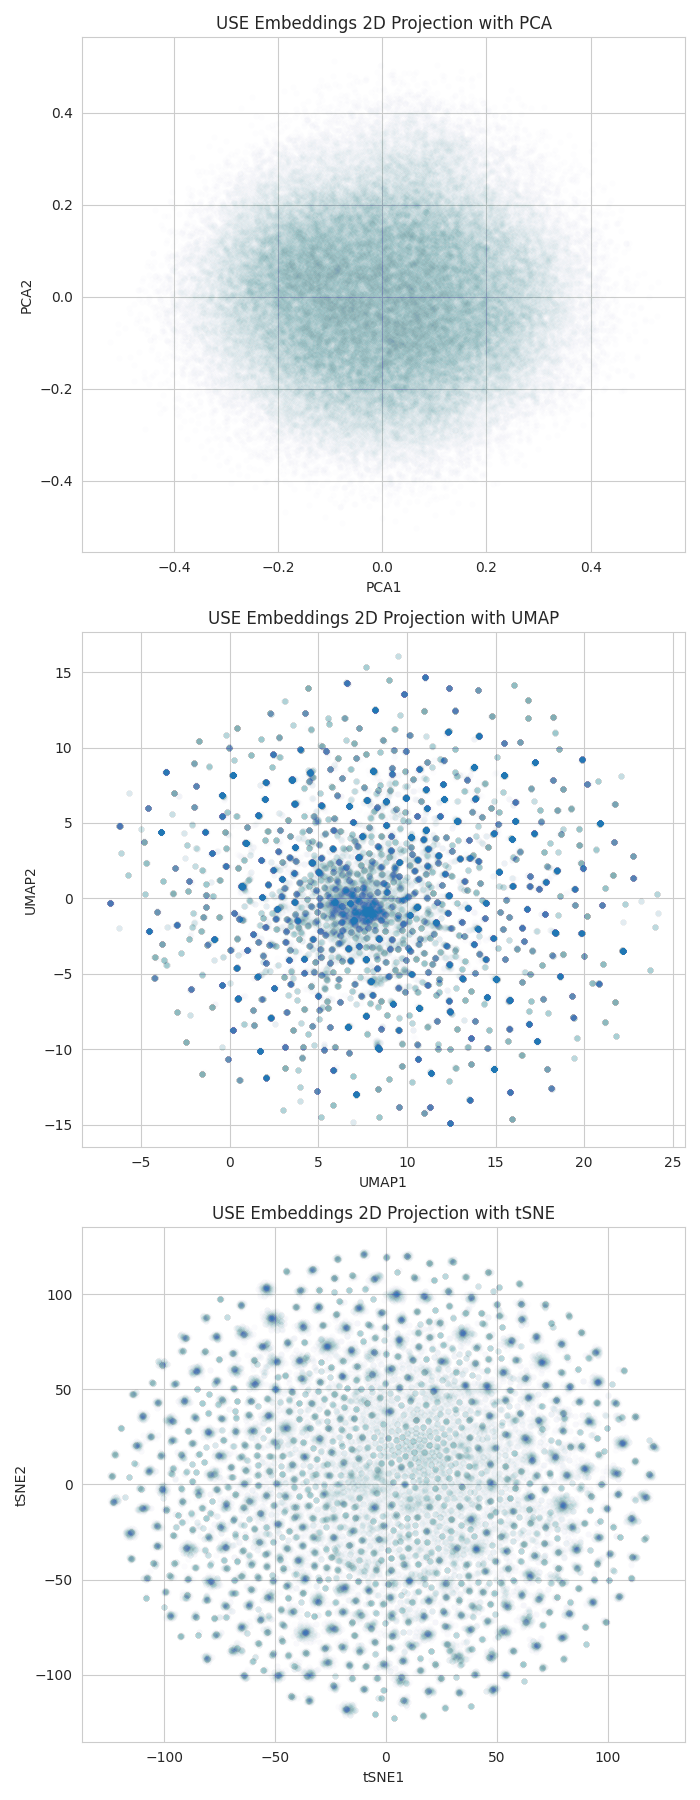 USE Embeddings 2D Projection with PCA
0.4
0.2
0.0
−0.2
−0.4
PCA2
−0.4 −0.2 0.0 0.2 0.4
PCA1
USE Embeddings 2D Projection with UMAP
15
10
5
0
−5
−10
−15
UMAP2
−5 0 5 10 15 20 25
UMAP1
USE Embeddings 2D Projection with tSNE
100
50
0
−50
−100
tSNE2
−100 −50 0 50 100
tSNE1